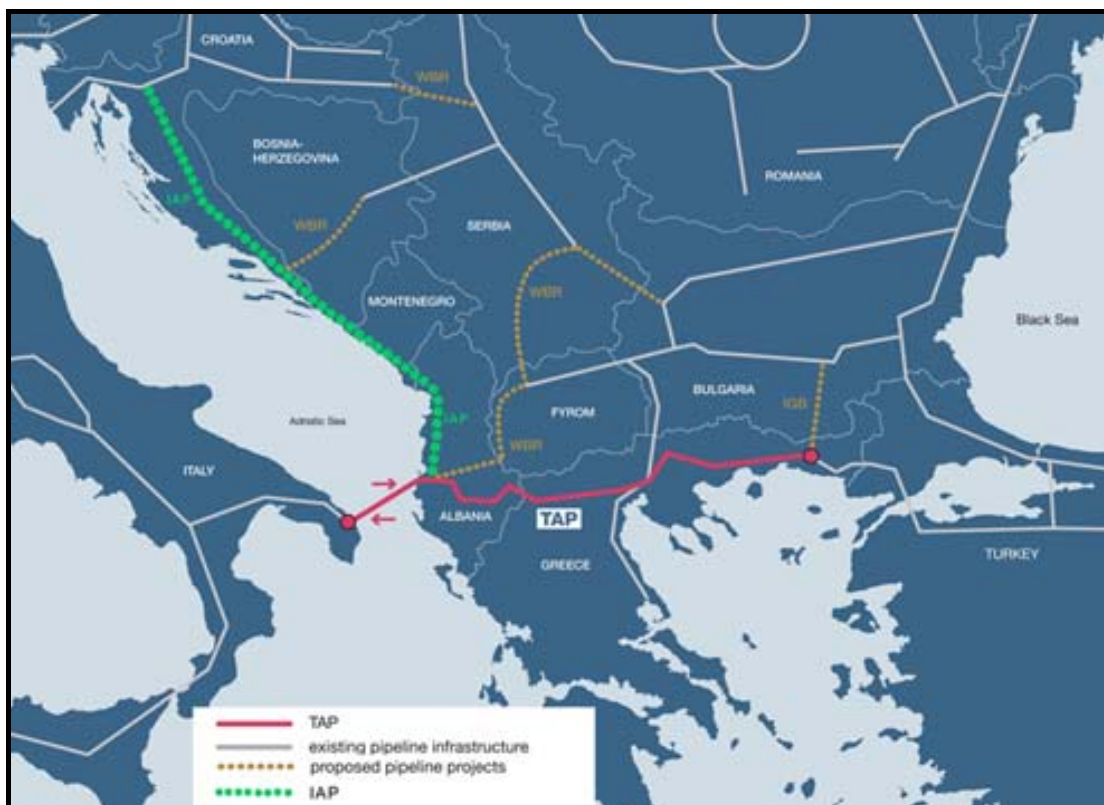 CROATIA
WBR
BOSNIA-
HERZEGOVINA
ROMANIA
IAP
WBR
SERBIA
WBR
MONTENEGRO
Black Sea
BULGARIA
IGB
FYROM
Adriatic Sea
IAP
WBR
ITALY
ALBANIA
TAP
GREECE
TURKEY
TAP
existing pipeline infrastructure
proposed pipeline projects
IAP